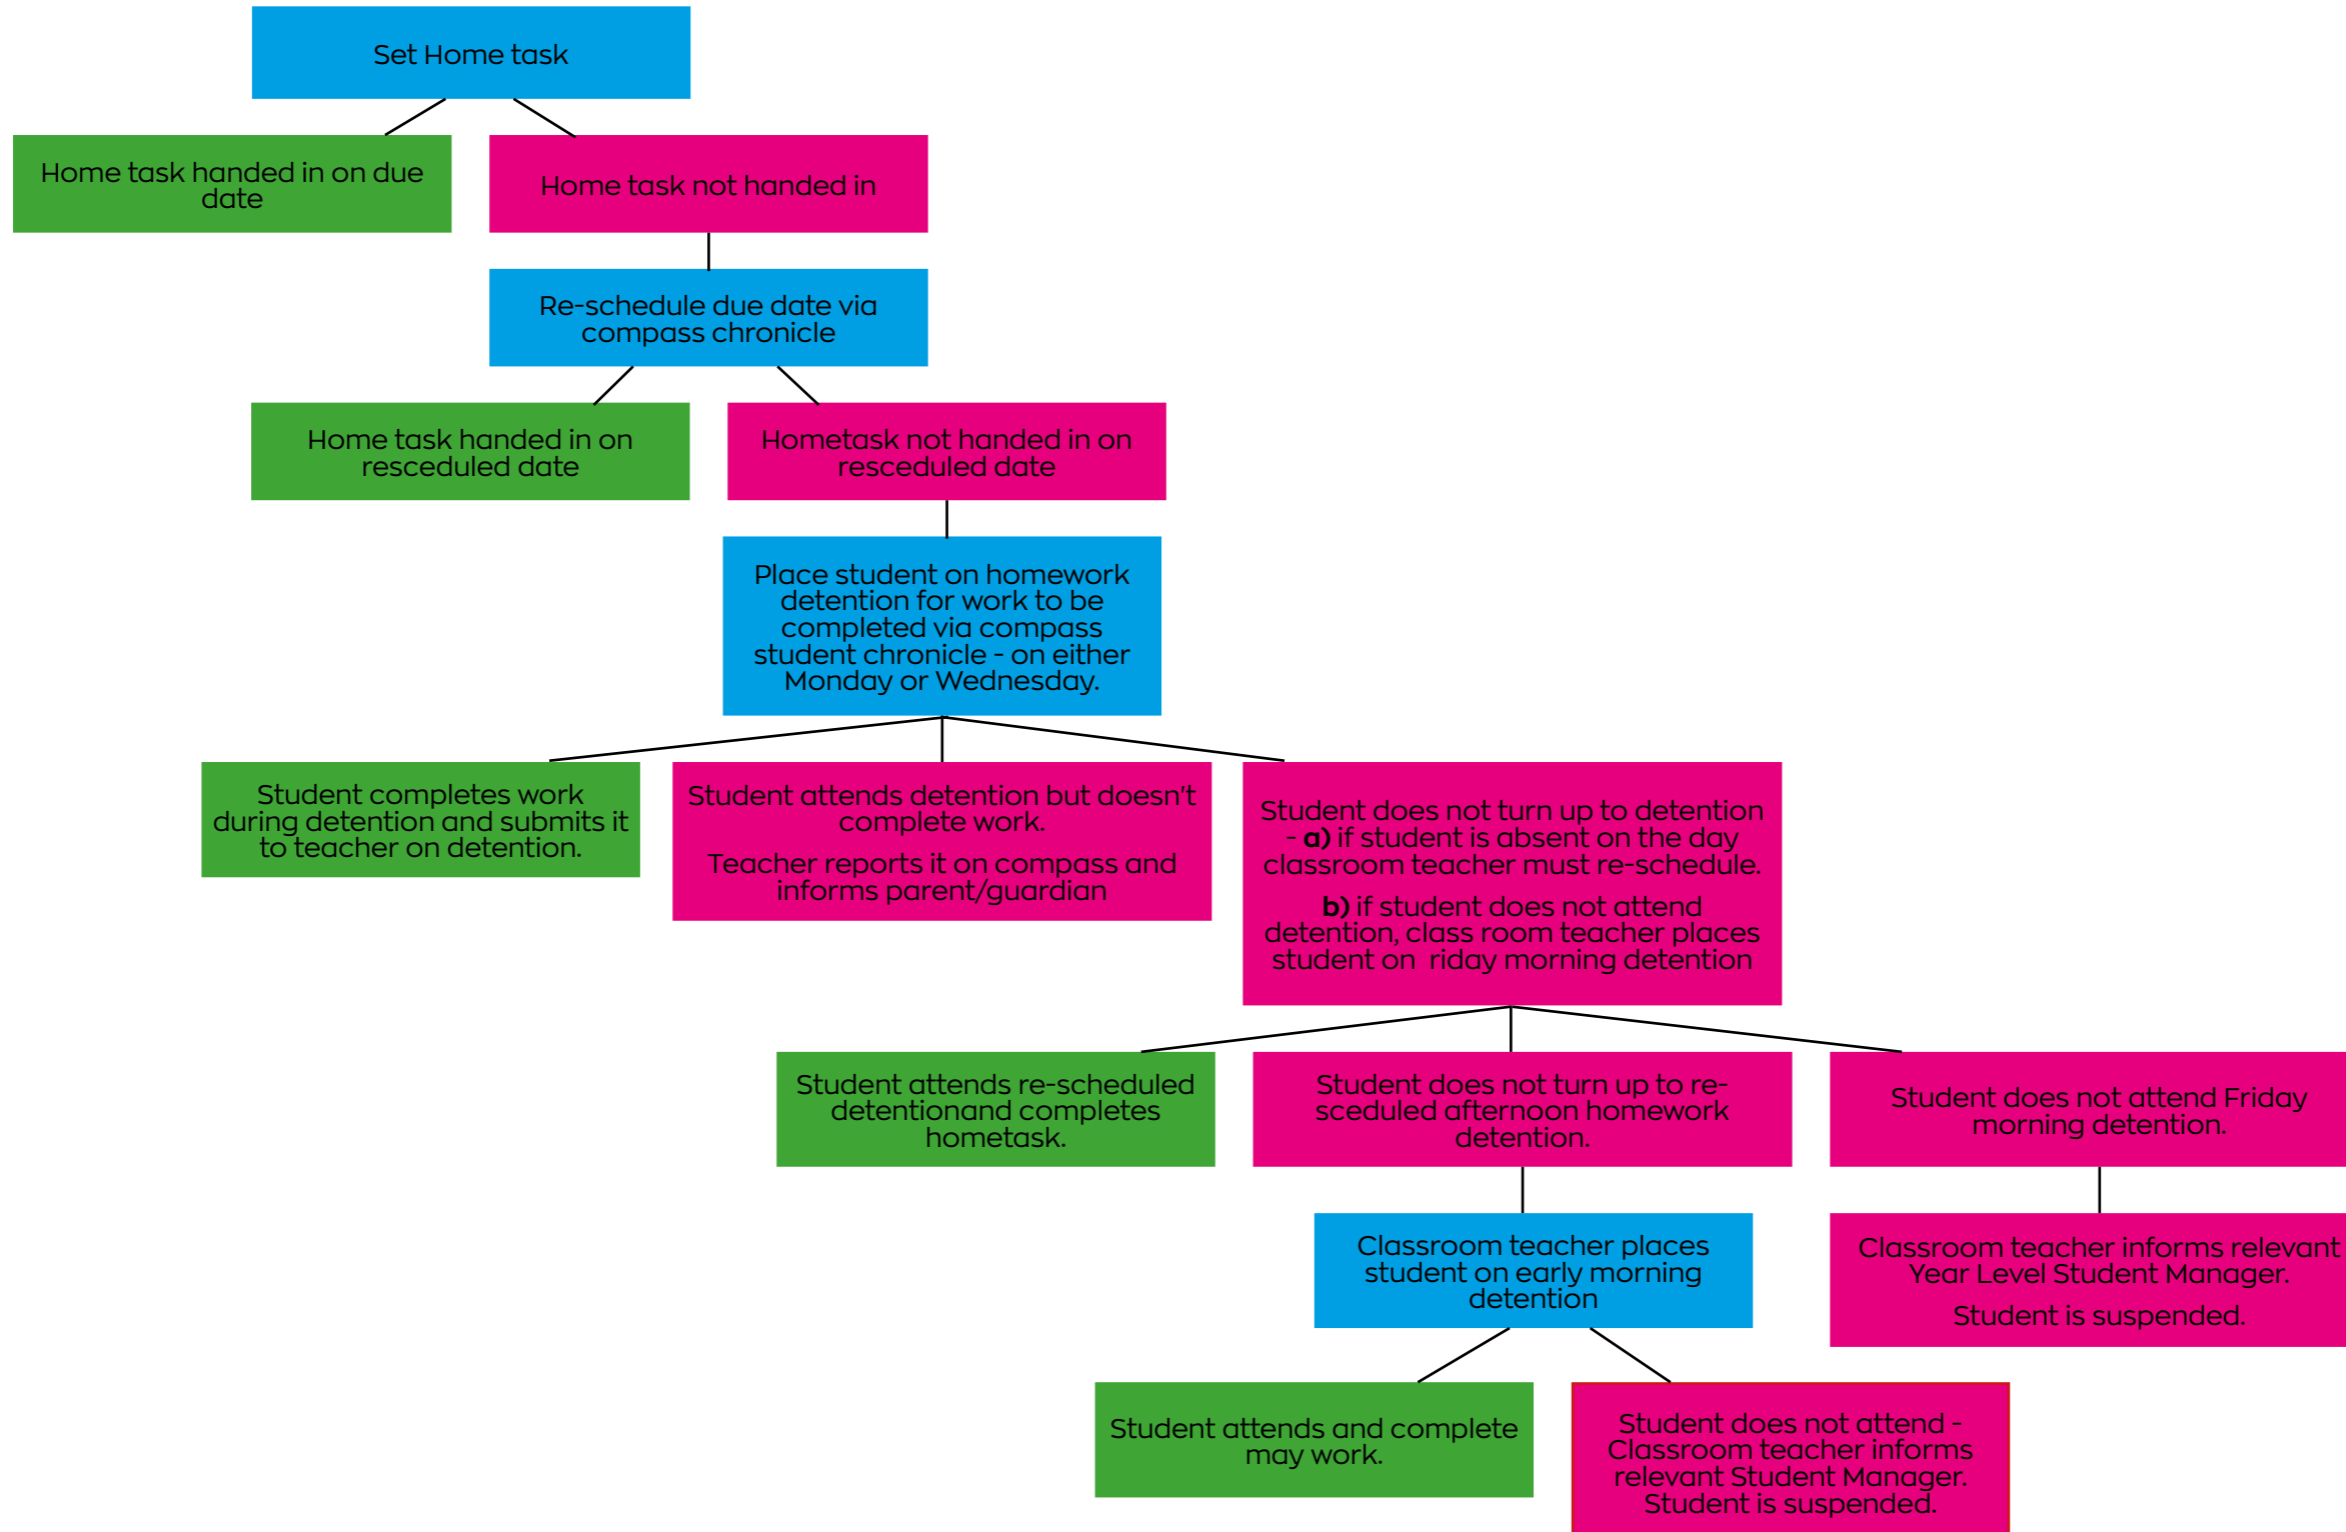 Set Home task
Home task handed in on due
date
Home task not handed in
Re-schedule due date via
compass chronicle
Home task handed in on
resceduled date
Hometask not handed in on
resceduled date
Place student on homework
detention for work to be
completed via compass
student chronicle - on either
Monday or Wednesday.
Student completes work
during detention and submits it
to teacher on detention.
Student attends detention but doesn't
complete work.
Teacher reports it on compass and
informs parent/guardian
Student does not turn up to detention
- a) if student is absent on the day
classroom teacher must re-schedule.
b) if student does not attend
detention, class room teacher places
student on riday morning detention
Student attends re-scheduled
detentionand completes
hometask.
Student does not turn up to re-
sceduled afternoon homework
detention.
Student does not attend Friday
morning detention.
Classroom teacher places
student on early morning
detention
Classroom teacher informs relevant
Year Level Student Manager.
Student is suspended.
Student attends and complete
may work.
Student does not attend -
Classroom teacher informs
relevant Student Manager.
Student is suspended.